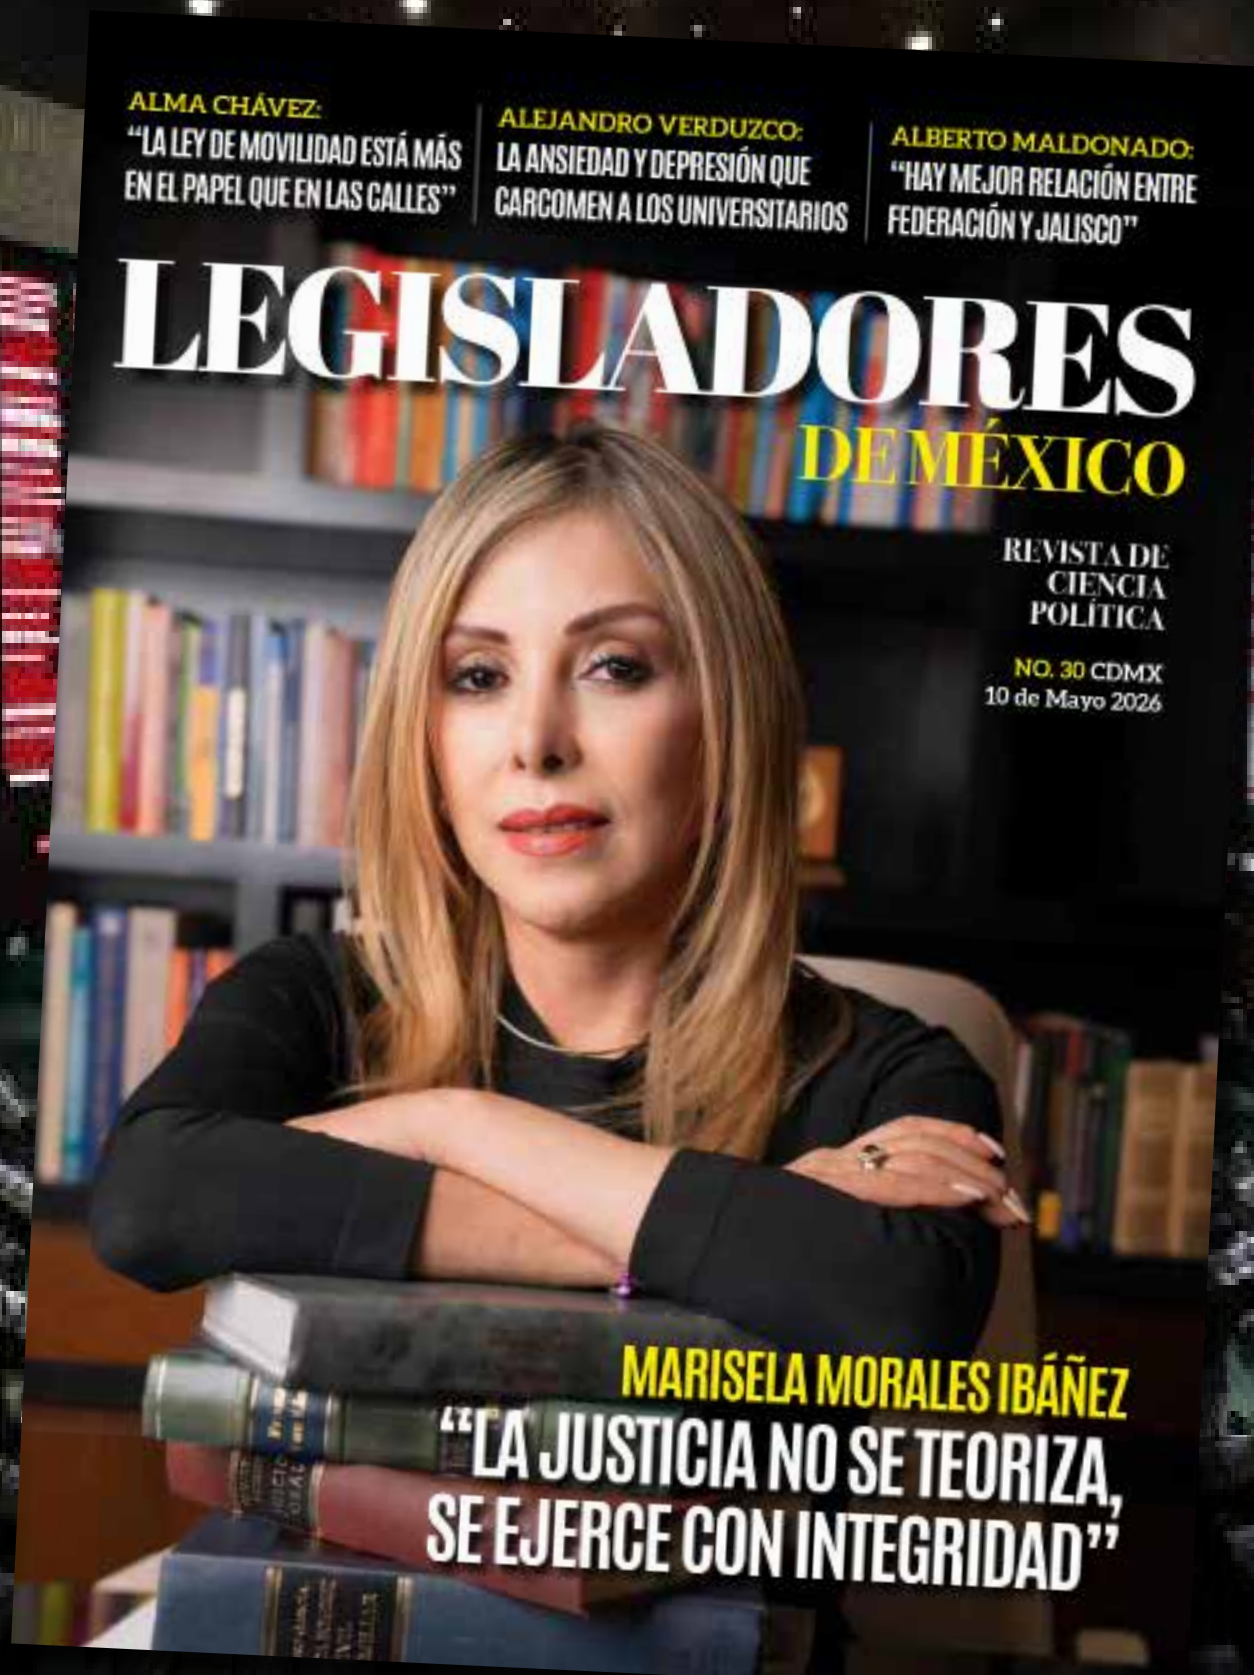 ALMA CHÁVEZ:
“LA LEY DE MOVILIDAD ESTÁ MÁS
EN EL PAPEL QUE EN LAS CALLES”
ALEJANDRO VERDUZCO:
LA ANSIEDAD Y DEPRESIÓN QUE
CARCOMEN A LOS UNIVERSITARIOS
ALBERTO MALDONADO:
“HAY MEJOR RELACIÓN ENTRE
FEDERACIÓN Y JALISCO”
LEGISLADORES
DE MÉXICO
REVISTA DE
CIENCIA
POLÍTICA
NO. 30 CDMX
10 de Mayo 2026
MARISELA MORALES IBÁÑEZ
“LA JUSTICIA NO SE TEORIZA,
SE EJERCE CON INTEGRIDAD”